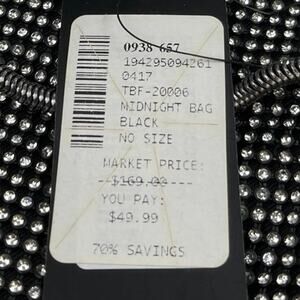 0938 657
194295094261
0417
TBF-20006
MIDNIGHT BAG
BLACK
NO SIZE
MARKET PRICE:
$169.00
YOU PAY:
$49.99
70% SAVINGS